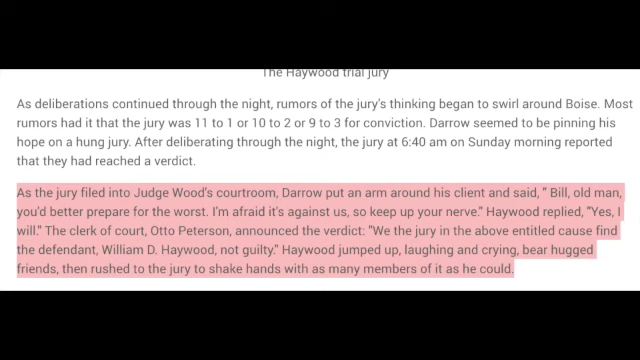 The Haywood trial jury
As deliberations continued through the night, rumors of the jury's thinking began to swirl around Boise. Most
rumors had it that the jury was 11 to 1 or 10 to 2 or 9 to 3 for conviction. Darrow seemed to be pinning his
hope on a hung jury. After deliberating through the night, the jury at 6:40 am on Sunday morning reported
that they had reached a verdict.
As the jury filed into Judge Wood's courtroom, Darrow put an arm around his client and said, " Bill, old man,
you'd better prepare for the worst. I'm afraid it's against us, so keep up your nerve." Haywood replied, "Yes, I
will." The clerk of court, Otto Peterson, announced the verdict: "We the jury in the above entitled cause find
the defendant, William D. Haywood, not guilty." Haywood jumped up, laughing and crying, bear hugged
friends, then rushed to the jury to shake hands with as many members of it as he could.